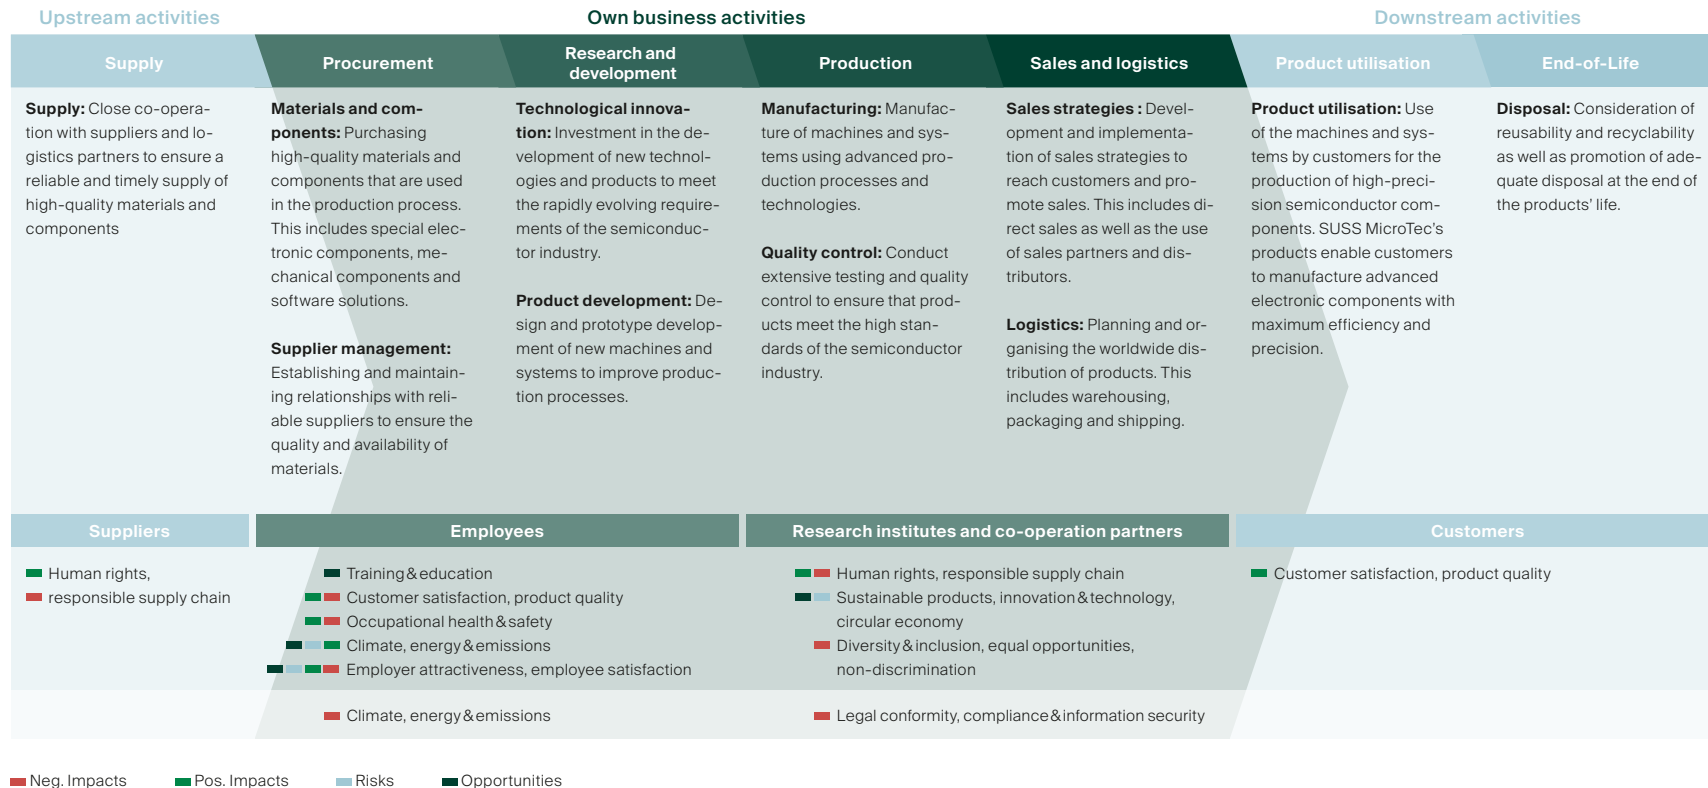 Upstream activities
Own business activities
Downstream activities
Supply
Procurement
Research and
development
Production
Sales and logistics
Product utilisation
End-of-Life
Supply: Close co-opera-
tion with suppliers and lo-
gistics partners to ensure a
reliable and timely supply of
high-quality materials and
components
Materials and com-
ponents: Purchasing
high-quality materials and
components that are used
in the production process.
This includes special elec-
tronic components, me-
chanical components and
software solutions.
Supplier management:
Establishing and maintain-
ing relationships with reli-
able suppliers to ensure the
quality and availability of
materials.
Technological innova-
tion: Investment in the de-
velopment of new technol-
ogies and products to meet
the rapidly evolving require-
ments of the semiconduc-
tor industry.
Product development: De-
sign and prototype develop-
ment of new machines and
systems to improve produc-
tion processes.
Manufacturing: Manufac-
ture of machines and sys-
tems using advanced pro-
duction processes and
technologies.
Quality control: Conduct
extensive testing and quality
control to ensure that prod-
ucts meet the high stan-
dards of the semiconductor
industry.
Sales strategies : Devel-
opment and implementa-
tion of sales strategies to
reach customers and pro-
mote sales. This includes di-
rect sales as well as the use
of sales partners and dis-
tributors.
Logistics: Planning and or-
ganising the worldwide dis-
tribution of products. This
includes warehousing,
packaging and shipping.
Product utilisation: Use
of the machines and sys-
tems by customers for the
production of high-preci-
sion semiconductor com-
ponents. SUSS MicroTec's
products enable customers
to manufacture advanced
electronic components with
maximum efficiency and
precision.
Disposal: Consideration of
reusability and recyclability
as well as promotion of ade-
quate disposal at the end of
the products' life.
Suppliers
Employees
Research institutes and co-operation partners
Customers
Human rights,
responsible supply chain
Training & education
Customer satisfaction, product quality
Occupational health & safety
Climate, energy & emissions
Employer attractiveness, employee satisfaction
Climate, energy & emissions
Human rights, responsible supply chain
Sustainable products, innovation & technology,
circular economy
Diversity & inclusion, equal opportunities,
non-discrimination
Legal conformity, compliance & information security
Customer satisfaction, product quality
Neg. Impacts
Pos. Impacts
Risks
Opportunities